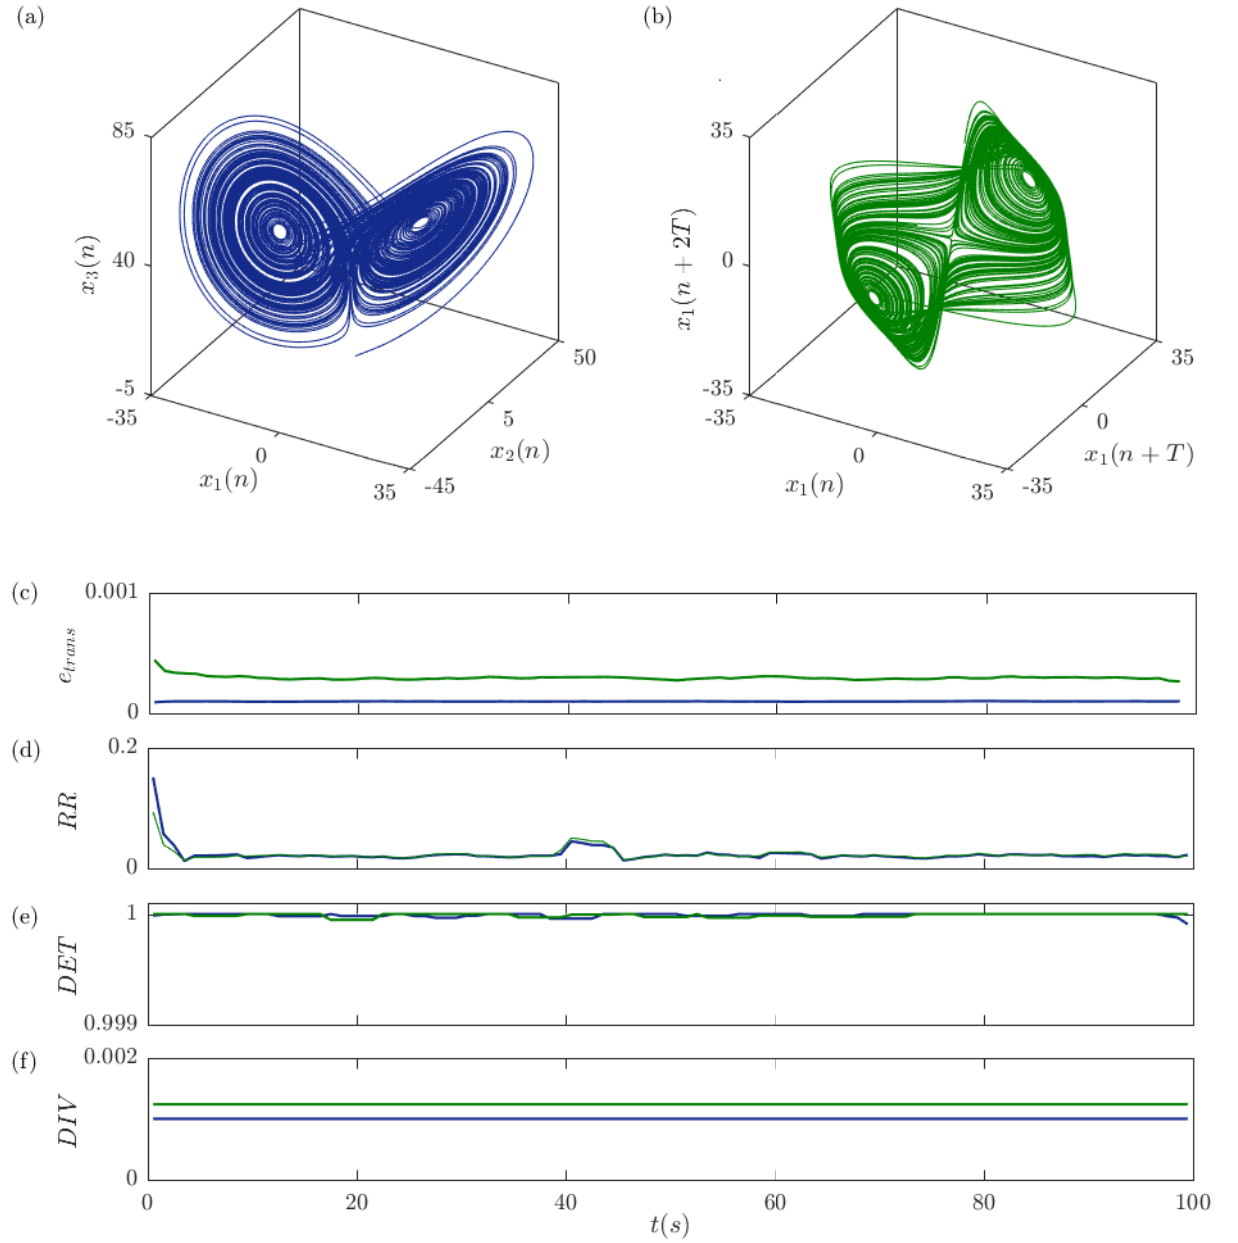 (a)
(b)
85
40
-5
x₃(n)
-35
0
35
x₁(n)
-45
5
50
x₂(n)
35
0
-35
x₁(n + 2T)
-35
0
35
x₁(n)
-35
0
35
x₁(n + T)
(c)
0.001
0
e_trans
(d)
0.2
0
RR
(e)
1
0.999
DET
(f)
0.002
0
DIV
0 20 40 60 80 100
t(s)